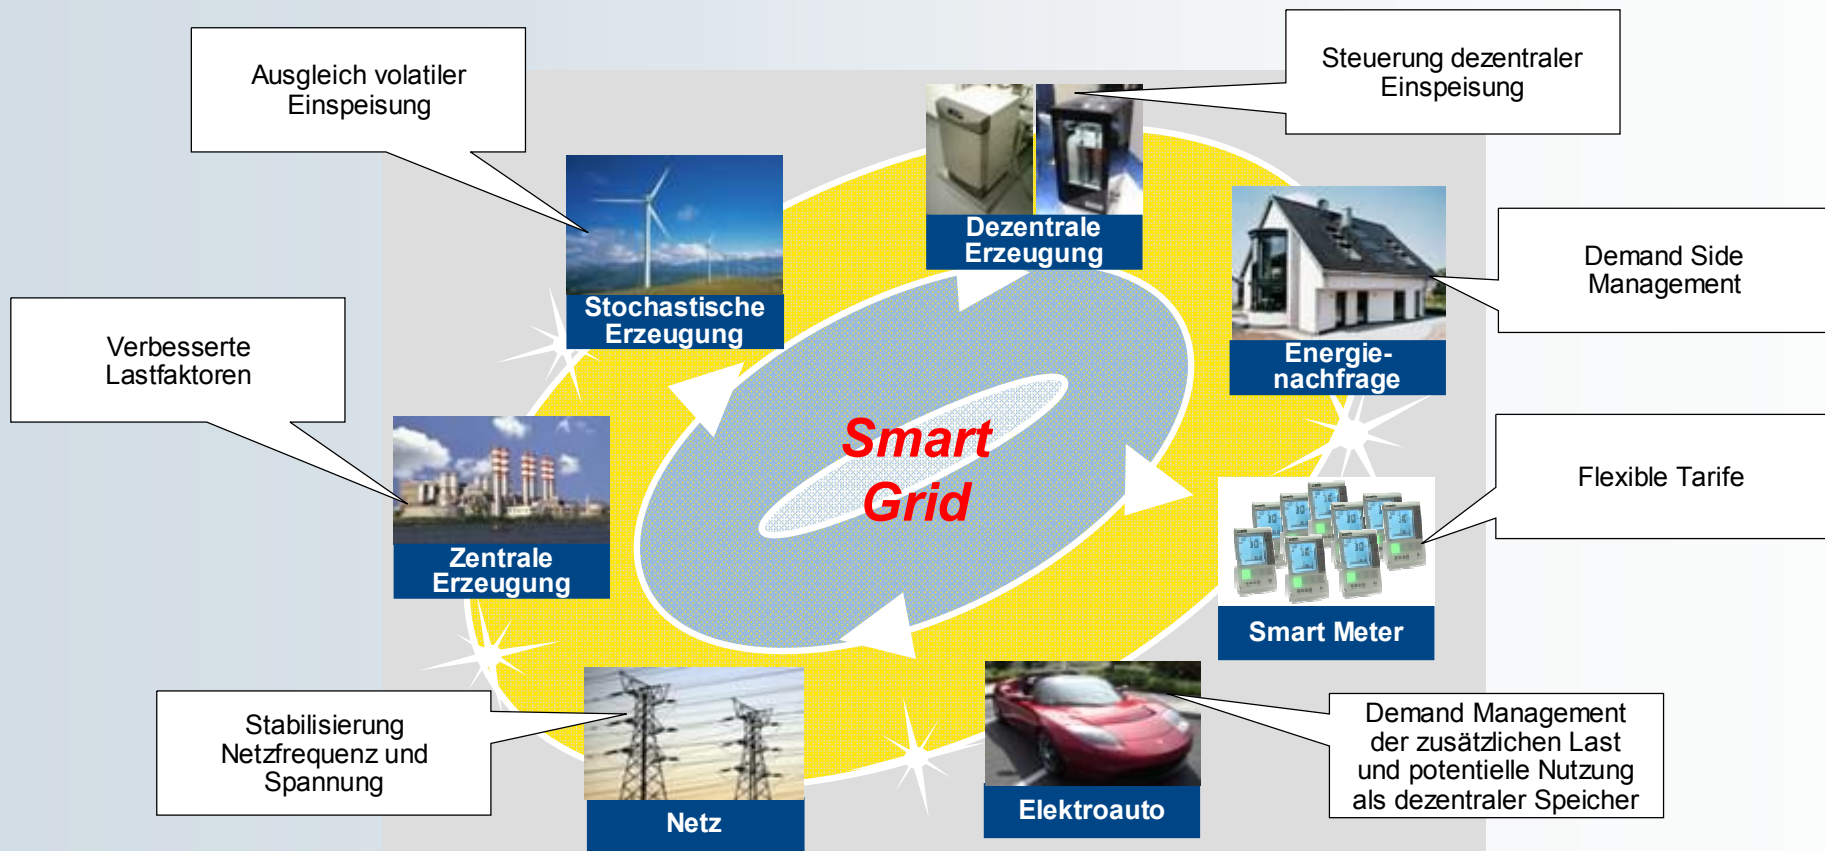 Ausgleich volatiler
Einspeisung
Steuerung dezentraler
Einspeisung
Dezentrale
Erzeugung
Stochastische
Erzeugung
Demand Side
Management
Energie-
nachfrage
Verbesserte
Lastfaktoren
Smart
Grid
Flexible Tarife
Zentrale
Erzeugung
Smart Meter
Stabilisierung
Netzfrequenz und
Spannung
Netz
Elektroauto
Demand Management
der zusätzlichen Last
und potentielle Nutzung
als dezentraler Speicher